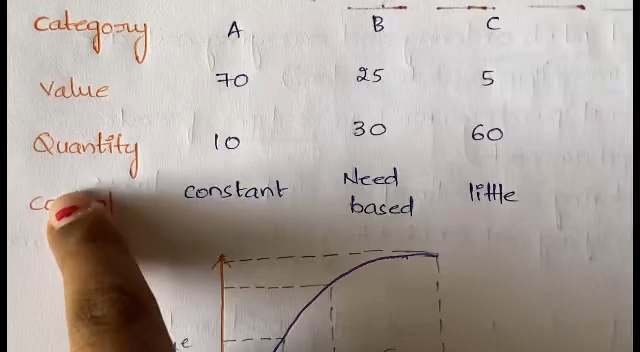 Category A B C
Value 70 25 5
Quantity 10 30 60
constant Need based little